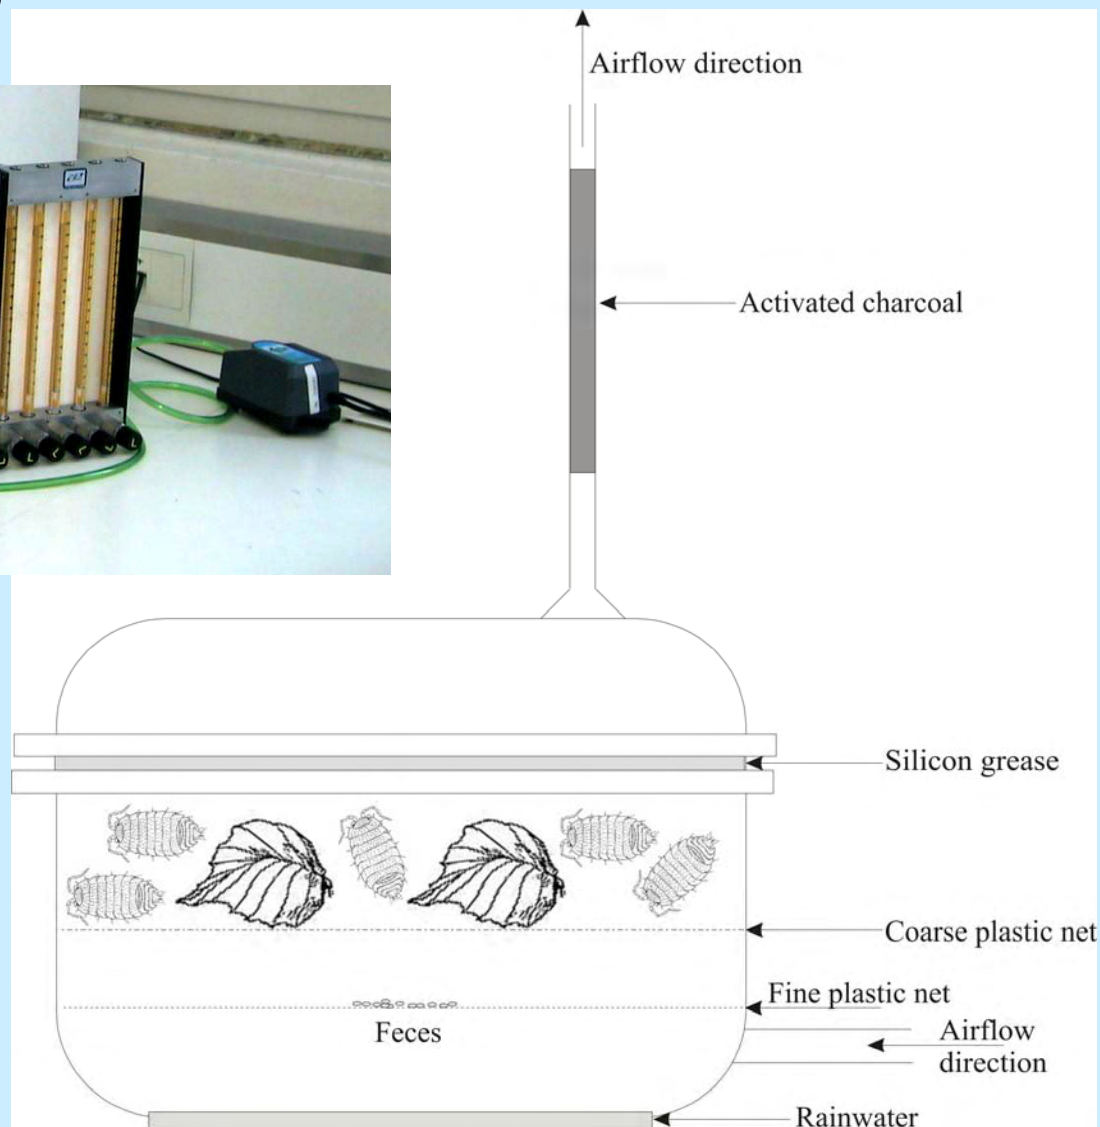 Airflow direction
Activated charcoal
Silicon grease
Coarse plastic net
Fine plastic net
Feces
Airflow
direction
Rainwater